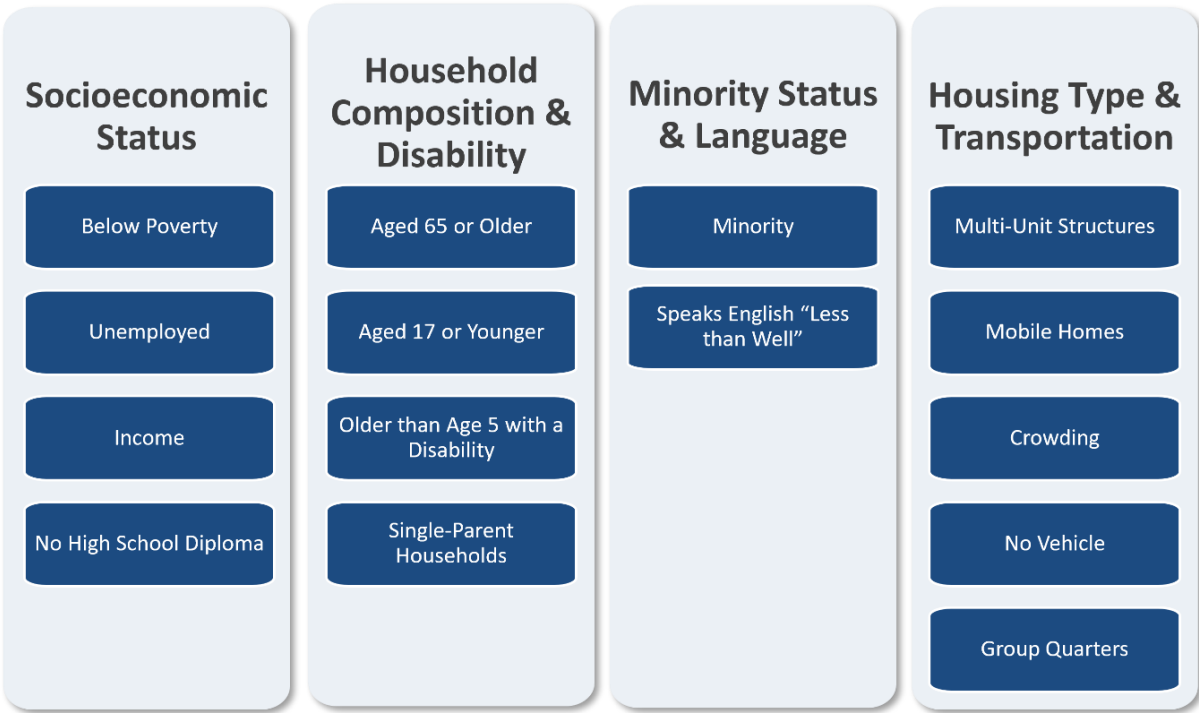 Socioeconomic
Status
Below Poverty
Unemployed
Income
No High School Diploma
Household
Composition &
Disability
Aged 65 or Older
Aged 17 or Younger
Older than Age 5 with a
Disability
Single-Parent
Households
Minority Status
& Language
Minority
Speaks English “Less
than Well”
Housing Type &
Transportation
Multi-Unit Structures
Mobile Homes
Crowding
No Vehicle
Group Quarters